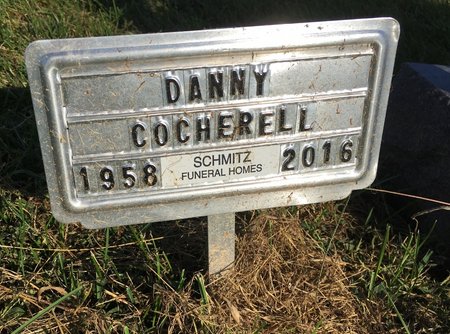 DANNY
COCHERELL
1958 SCHMITZ 2016
FUNERAL HOMES